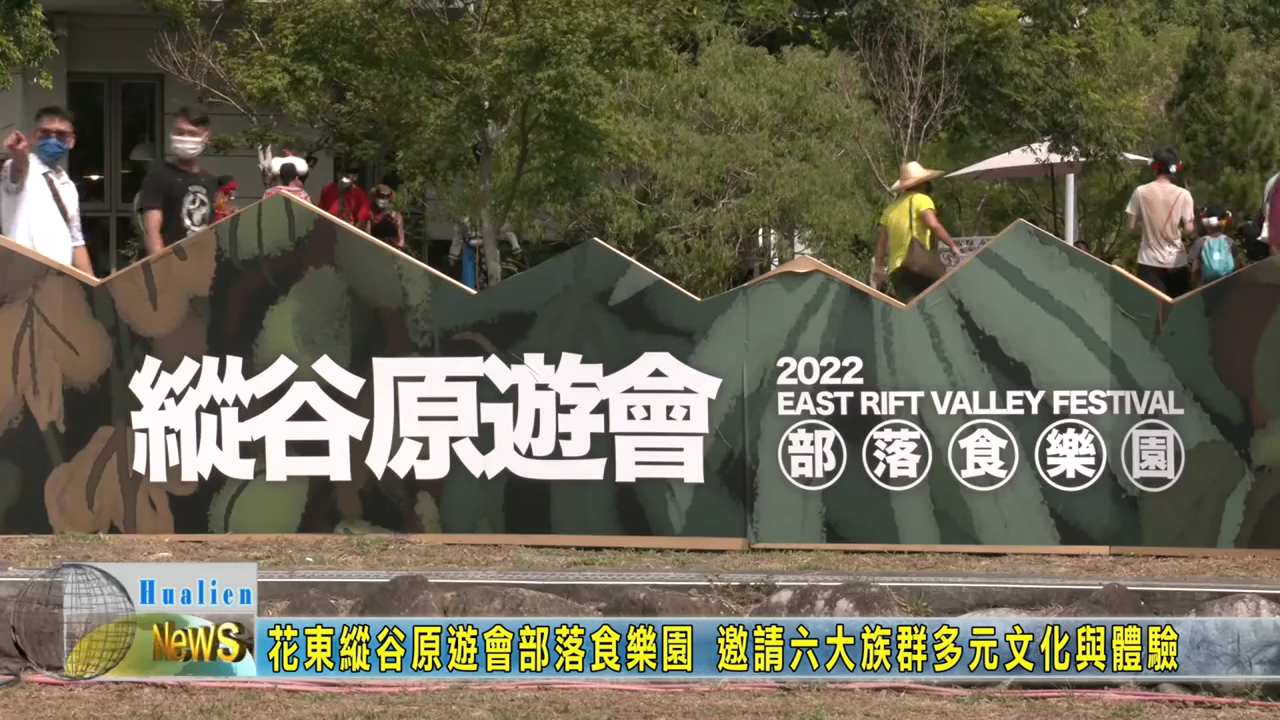 縱谷原遊會
2022
EAST RIFT VALLEY FESTIVAL
部落食樂園
Hualien
NewS
花東縱谷原遊會部落食樂園 邀請六大族群多元文化與體驗